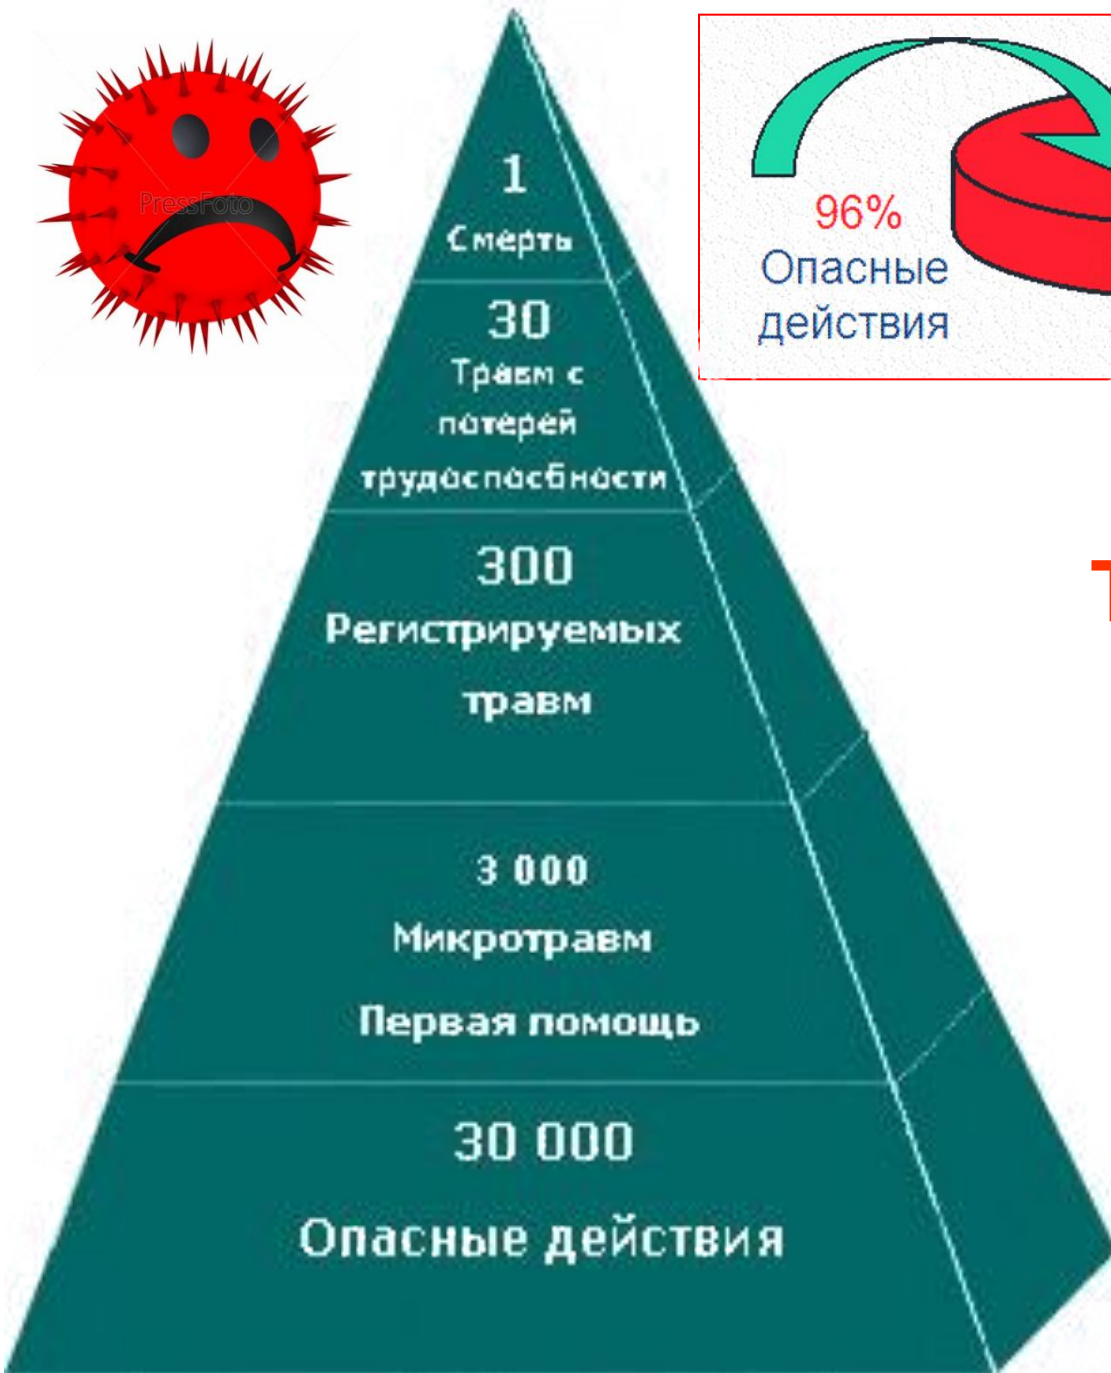 PressFoto
1
Смерть
30
Травм с
потерей
трудоспосбности
300
Регистрируемых
травм
3 000
Микротравм
Первая помощь
30 000
Опасные действия
96%
Опасные
действия